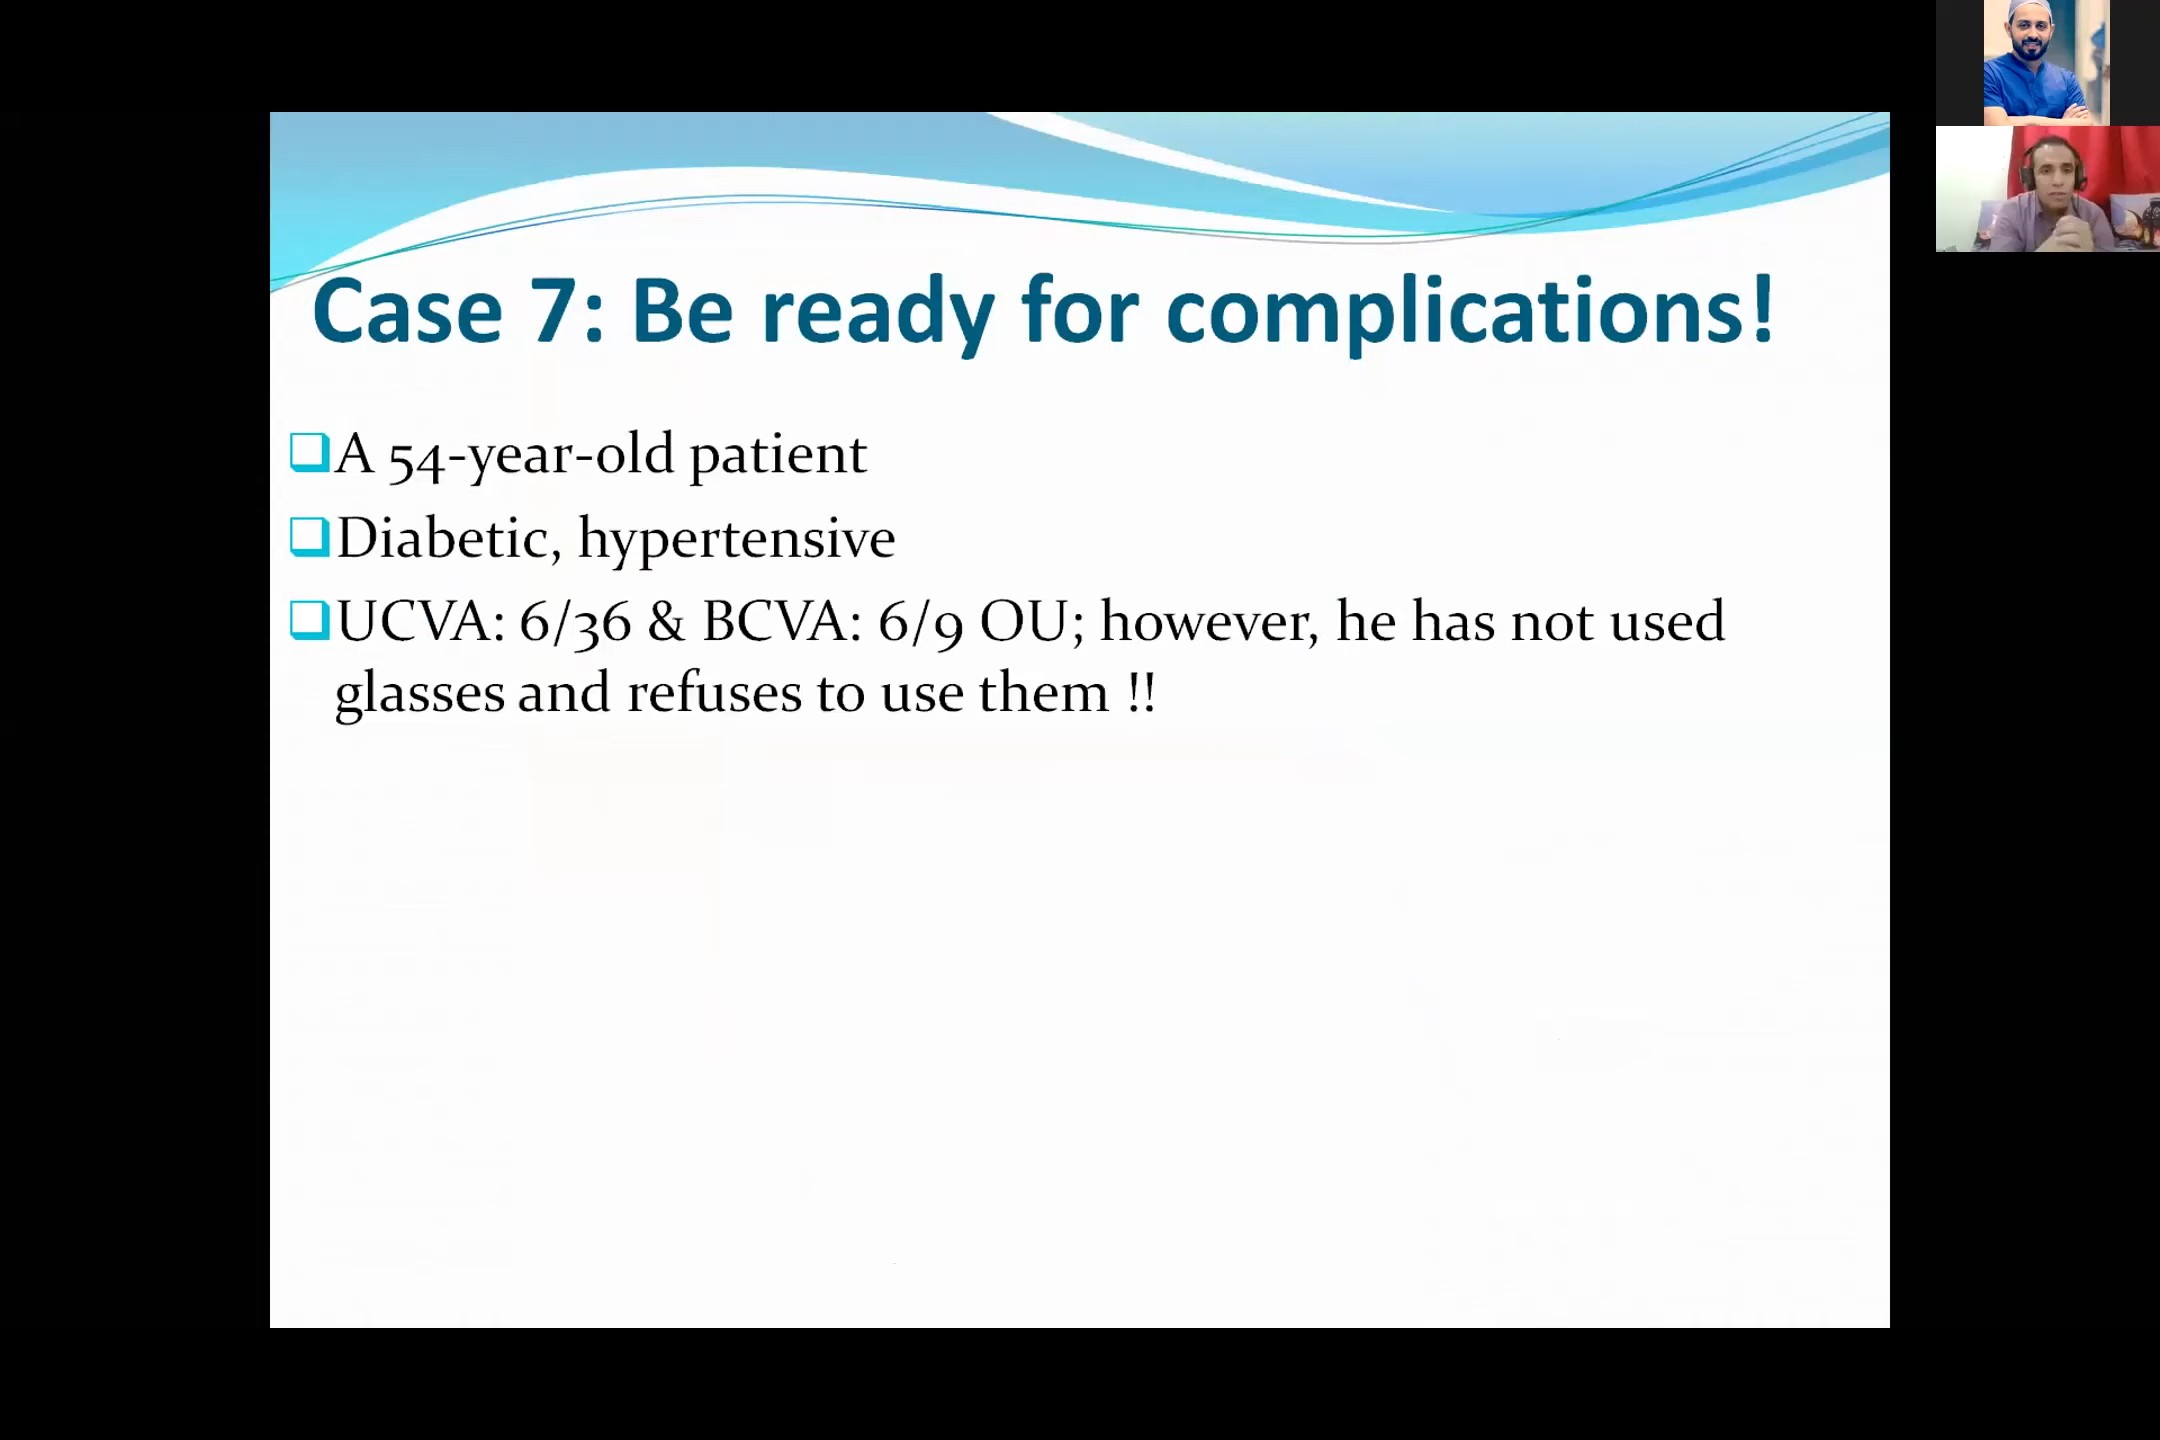 Case 7: Be ready for complications!
A 54-year-old patient
Diabetic, hypertensive
UCVA: 6/36 & BCVA: 6/9 OU; however, he has not used
glasses and refuses to use them !!